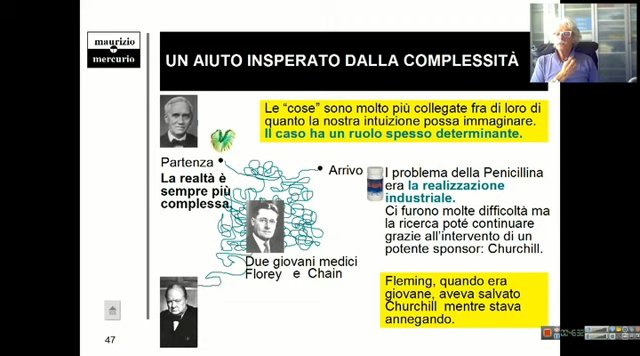 maurizio
mercurio
UN AIUTO INSPERATO DALLA COMPLESSITÀ
Le “cose” sono molto più collegate fra di loro di
quanto la nostra intuizione possa immaginare.
Il caso ha un ruolo spesso determinante.
Partenza
Arrivo
La realtà è
sempre più
complessa.
l problema della Penicillina
era la realizzazione
industriale.
Ci furono molte difficoltà ma
la ricerca poté continuare
grazie all’intervento di un
potente sponsor: Churchill.
Due giovani medici
Florey e Chain
Fleming, quando era
giovane, aveva salvato
Churchill mentre stava
annegando.
47